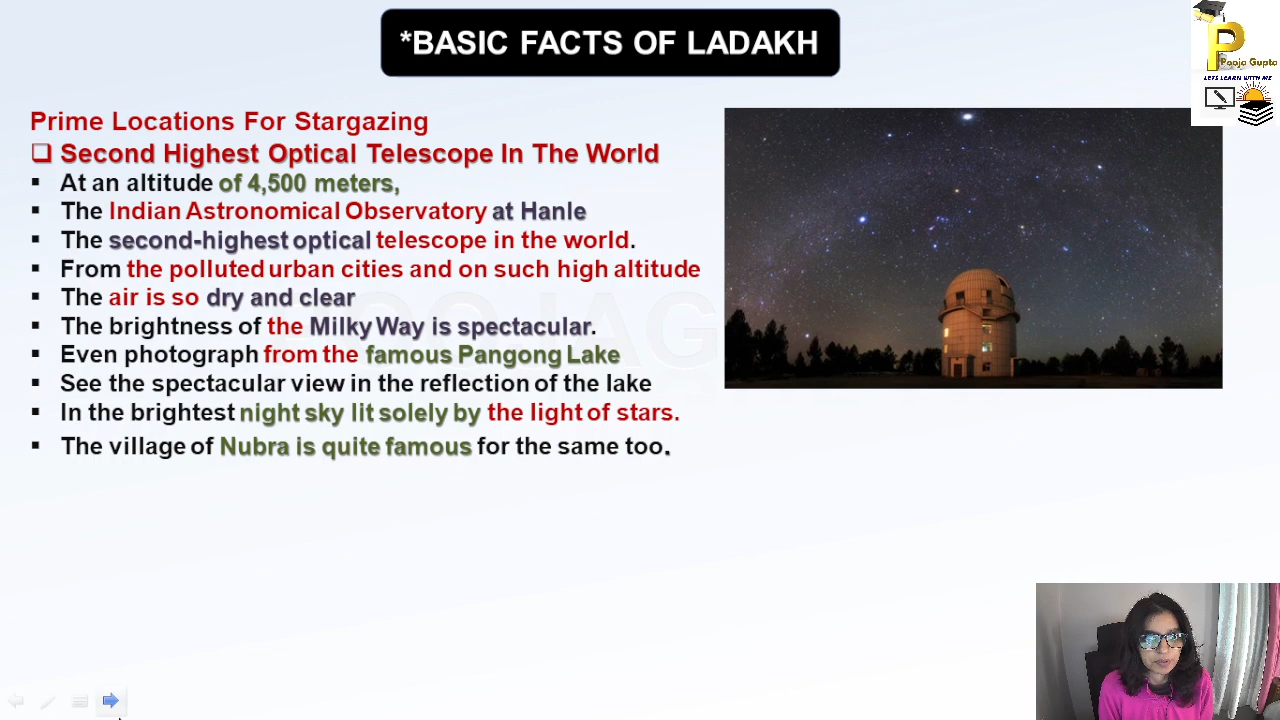 *BASIC FACTS OF LADAKH
Pooja Gupta
LETS LEARN WITH ME
Prime Locations For Stargazing
❑ Second Highest Optical Telescope In The World
▪ At an altitude of 4,500 meters,
▪ The Indian Astronomical Observatory at Hanle
▪ The second-highest optical telescope in the world.
▪ From the polluted urban cities and on such high altitude
▪ The air is so dry and clear
▪ The brightness of the Milky Way is spectacular.
▪ Even photograph from the famous Pangong Lake
▪ See the spectacular view in the reflection of the lake
▪ In the brightest night sky lit solely by the light of stars.
▪ The village of Nubra is quite famous for the same too.